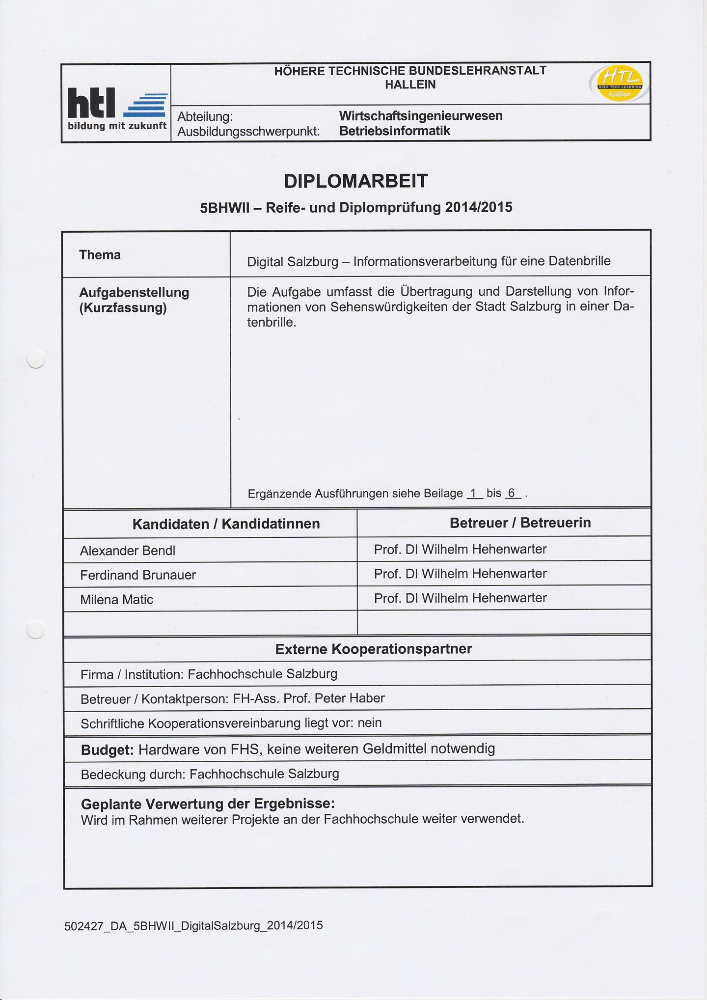 htl
bildung mit zukunft
HÖHERE TECHNISCHE BUNDESLEHRANSTALT
HALLEIN
HTL
HIGH TECH LEARNING
hallein
Abteilung: Wirtschaftsingenieurwesen
Ausbildungsschwerpunkt: Betriebsinformatik
DIPLOMARBEIT
5BHWII – Reife- und Diplomprüfung 2014/2015
Thema
Digital Salzburg – Informationsverarbeitung für eine Datenbrille
Aufgabenstellung
(Kurzfassung)
Die Aufgabe umfasst die Übertragung und Darstellung von Infor-
mationen von Sehenswürdigkeiten der Stadt Salzburg in einer Da-
tenbrille.
Ergänzende Ausführungen siehe Beilage 1 bis 6 .
Kandidaten / Kandidatinnen Betreuer / Betreuerin
Alexander Bendl Prof. DI Wilhelm Hehenwarter
Ferdinand Brunauer Prof. DI Wilhelm Hehenwarter
Milena Matic Prof. DI Wilhelm Hehenwarter
Externe Kooperationspartner
Firma / Institution: Fachhochschule Salzburg
Betreuer / Kontaktperson: FH-Ass. Prof. Peter Haber
Schriftliche Kooperationsvereinbarung liegt vor: nein
Budget: Hardware von FHS, keine weiteren Geldmittel notwendig
Bedeckung durch: Fachhochschule Salzburg
Geplante Verwertung der Ergebnisse:
Wird im Rahmen weiterer Projekte an der Fachhochschule weiter verwendet.
502427_DA_5BHWII_DigitalSalzburg_2014/2015